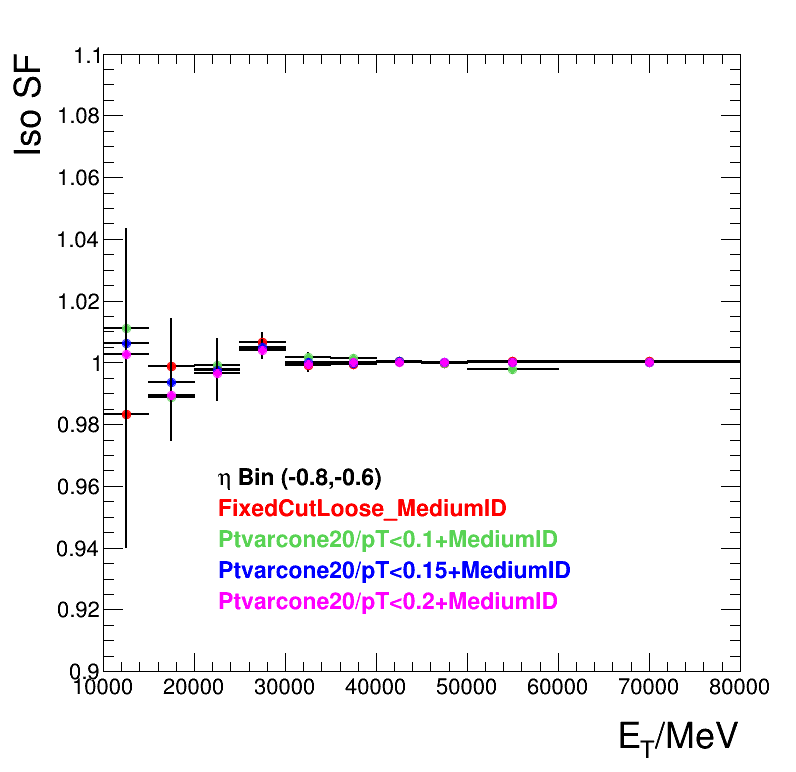 Iso SF
1.1
1.08
1.06
1.04
1.02
1
0.98
0.96
0.94
0.92
0.9
η Bin (-0.8,-0.6)
FixedCutLoose_MediumID
Ptvarcone20/pT<0.1+MediumID
Ptvarcone20/pT<0.15+MediumID
Ptvarcone20/pT<0.2+MediumID
10000 20000 30000 40000 50000 60000 70000 80000
E_T/MeV